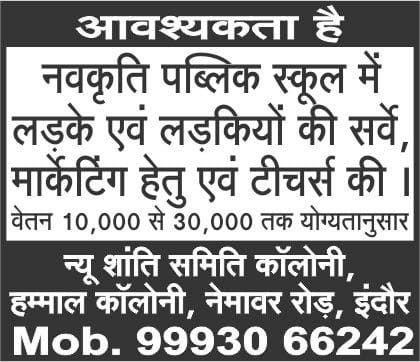 आवश्यकता है
नवकृति पब्लिक स्कूल में
लड़के एवं लड़कियों की सर्वे,
मार्केटिंग हेतु एवं टीचर्स की ।
वेतन 10,000 से 30,000 तक योग्यतानुसार
न्यू शांति समिति कॉलोनी,
हम्माल कॉलोनी, नेमावर रोड़, इंदौर
Mob. 99930 66242